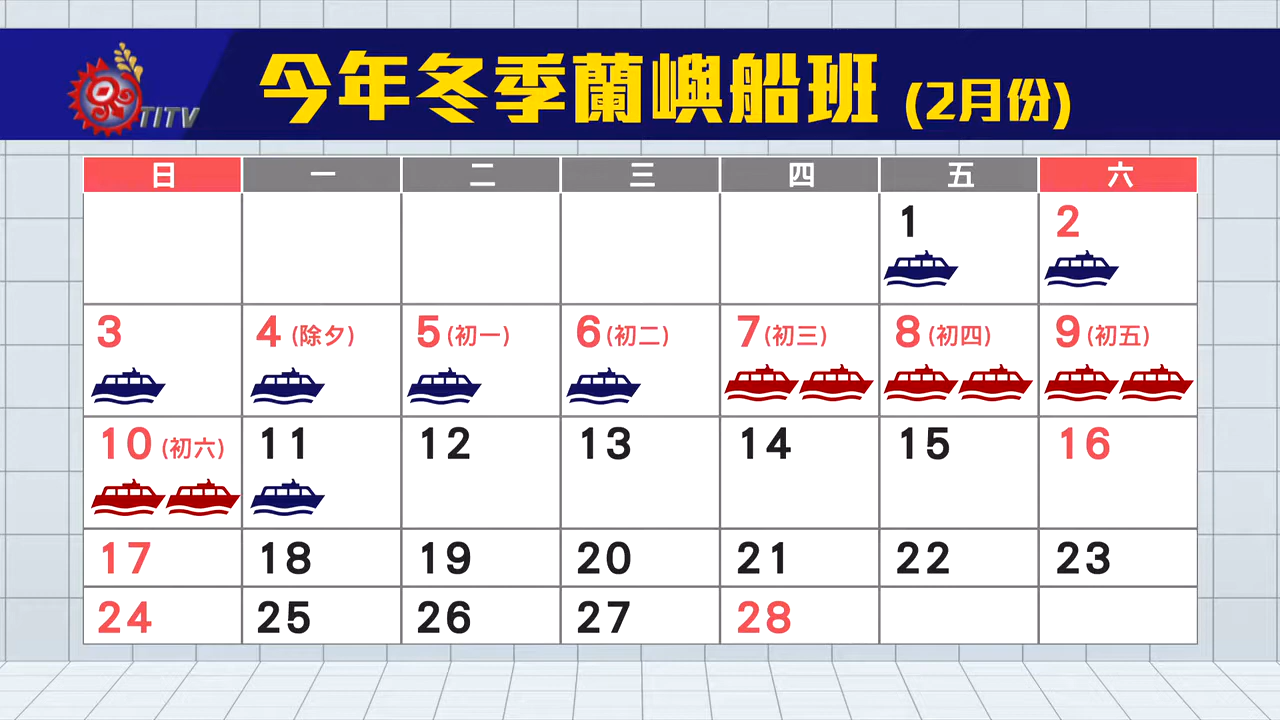 TITV
今年冬季蘭嶼船班 (2月份)
日 一 二 三 四 五 六
1 2
3 4 (除夕) 5 (初一) 6 (初二) 7 (初三) 8 (初四) 9 (初五)
10 (初六) 11 12 13 14 15 16
17 18 19 20 21 22 23
24 25 26 27 28